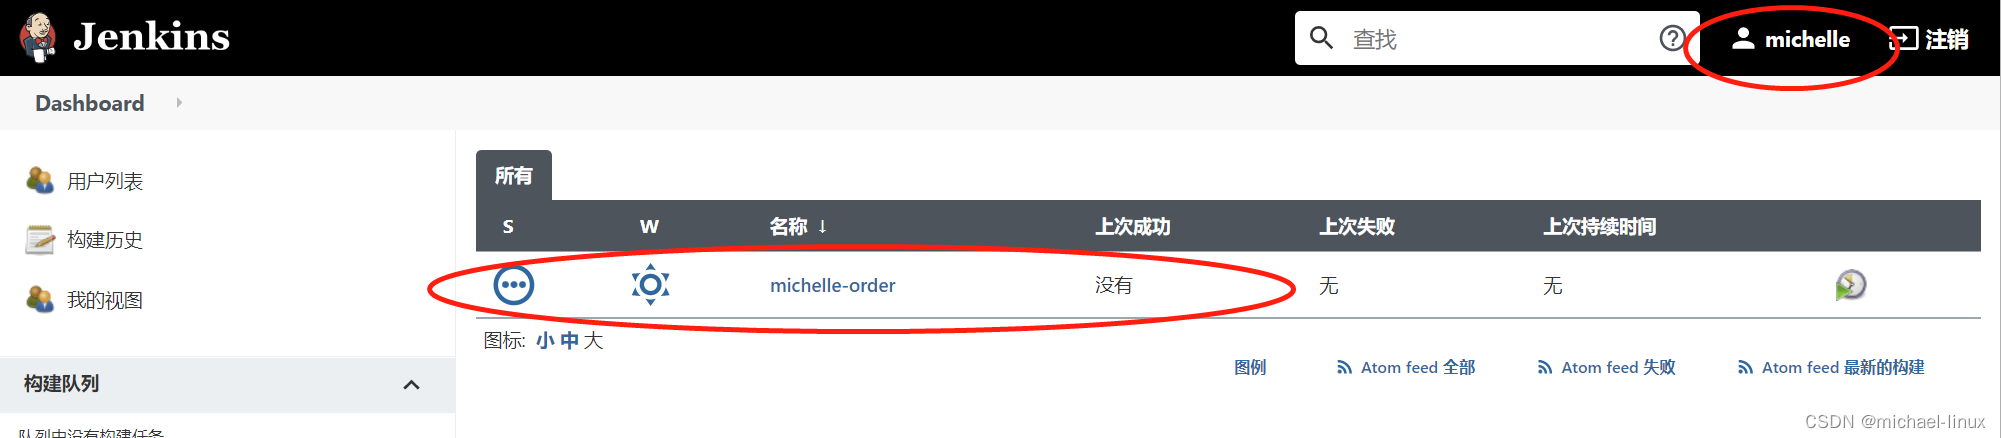 Jenkins 查找 michelle 注销
Dashboard
用户列表
构建历史
我的视图
构建队列
队列中没有构建任务
所有
S W 名称 ↓ 上次成功 上次失败 上次持续时间
michelle-order 没有 无 无
图标: 小 中 大
图例 Atom feed 全部 Atom feed 失败 Atom feed 最新的构建
CSDN @michael-linux